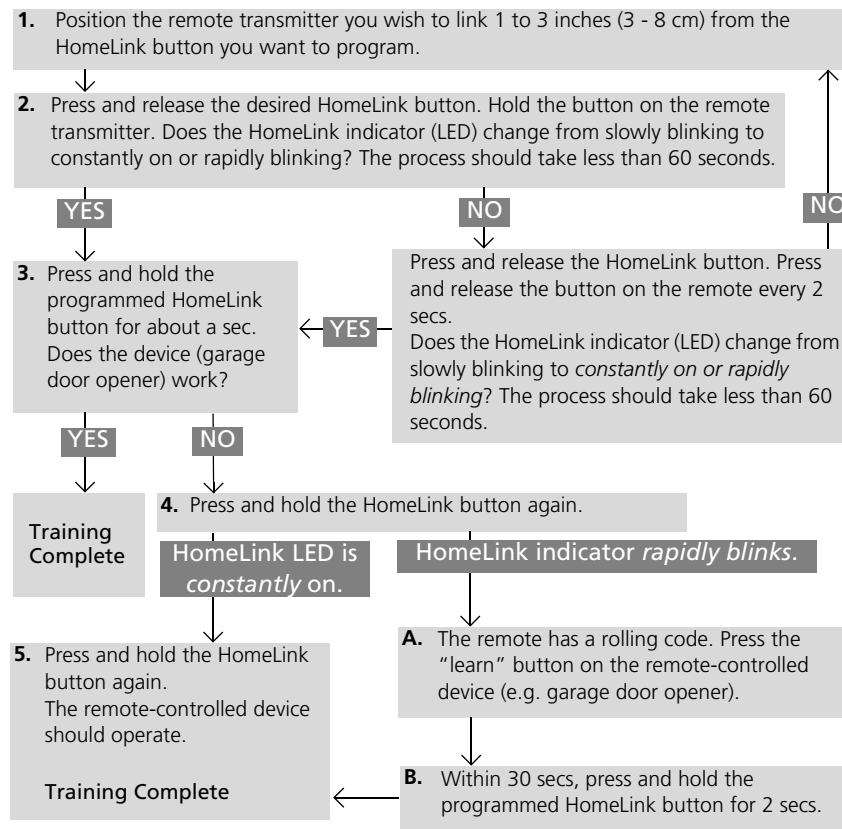 1. Position the remote transmitter you wish to link 1 to 3 inches (3 - 8 cm) from the
HomeLink button you want to program.
2. Press and release the desired HomeLink button. Hold the button on the remote
transmitter. Does the HomeLink indicator (LED) change from slowly blinking to
constantly on or rapidly blinking? The process should take less than 60 seconds.
YES
NO
NO
3. Press and hold the
programmed HomeLink
button for about a sec.
Does the device (garage
door opener) work?
YES
Press and release the HomeLink button. Press
and release the button on the remote every 2
secs.
Does the HomeLink indicator (LED) change from
slowly blinking to constantly on or rapidly
blinking? The process should take less than 60
seconds.
YES
NO
Training
Complete
4. Press and hold the HomeLink button again.
HomeLink LED is
constantly on.
HomeLink indicator rapidly blinks.
A. The remote has a rolling code. Press the
“learn” button on the remote-controlled
device (e.g. garage door opener).
5. Press and hold the HomeLink
button again.
The remote-controlled device
should operate.
Training Complete
B. Within 30 secs, press and hold the
programmed HomeLink button for 2 secs.